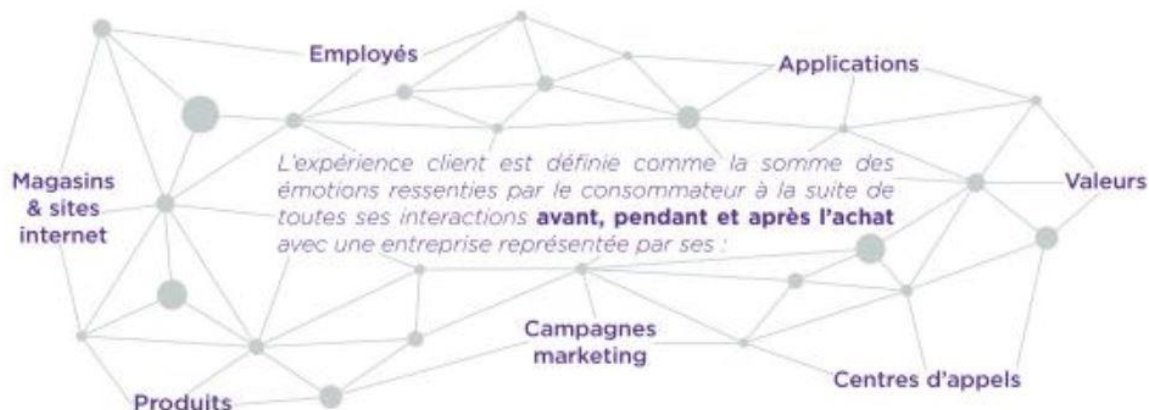 Employés
Applications
L'expérience client est définie comme la somme des
émotions ressenties par le consommateur à la suite de
toutes ses interactions avant, pendant et après l'achat
avec une entreprise représentée par ses :
Magasins
& sites
internet
Valeurs
Campagnes
marketing
Centres d'appels
Produits